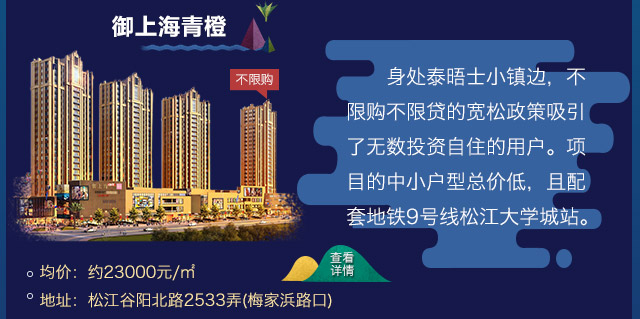 御上海青橙
不限购
身处泰晤士小镇边，不
限购不限贷的宽松政策吸引
了无数投资自住的用户。项
目的中小户型总价低，且配
套地铁9号线松江大学城站。
查看
详情
均价：约23000元/㎡
地址：松江谷阳北路2533弄(梅家浜路口)